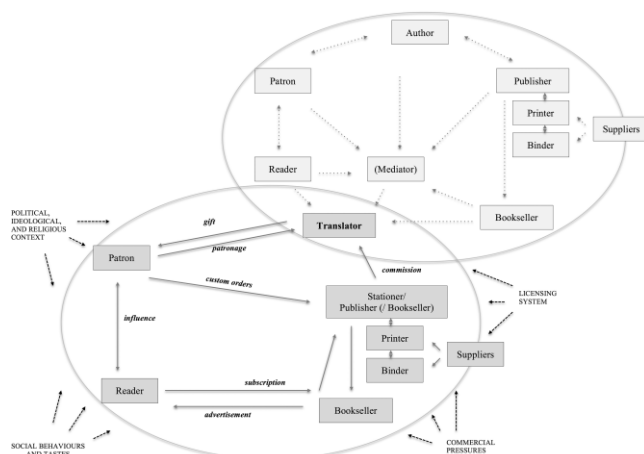 Author
Patron
Publisher
Printer
Suppliers
Binder
Reader
(Mediator)
Bookseller
POLITICAL,
IDEOLOGICAL,
AND RELIGIOUS
CONTEXT
gift
Translator
patronage
Patron
commission
custom orders
Stationer/
Publisher (/ Bookseller)
LICENSING
SYSTEM
influence
Printer
Suppliers
Binder
Reader
subscription
advertisement
Bookseller
SOCIAL BEHAVIOURS
AND TASTES
COMMERCIAL
PRESSURES